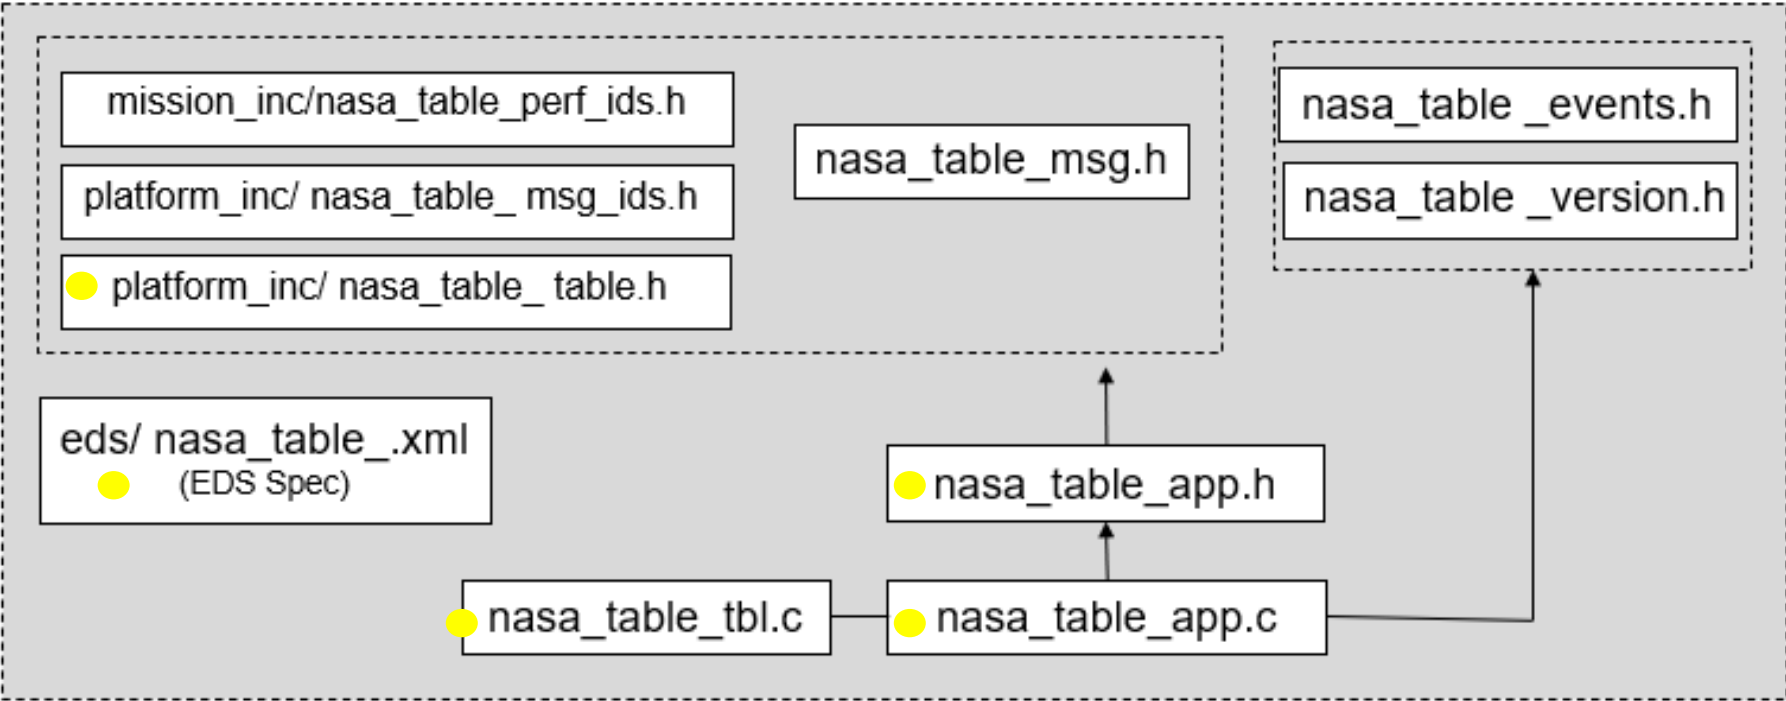 mission_inc/nasa_table_perf_ids.h
platform_inc/ nasa_table_ msg_ids.h
platform_inc/ nasa_table_ table.h
nasa_table_msg.h
nasa_table _events.h
nasa_table _version.h
eds/ nasa_table_.xml
(EDS Spec)
nasa_table_app.h
nasa_table_tbl.c
nasa_table_app.c